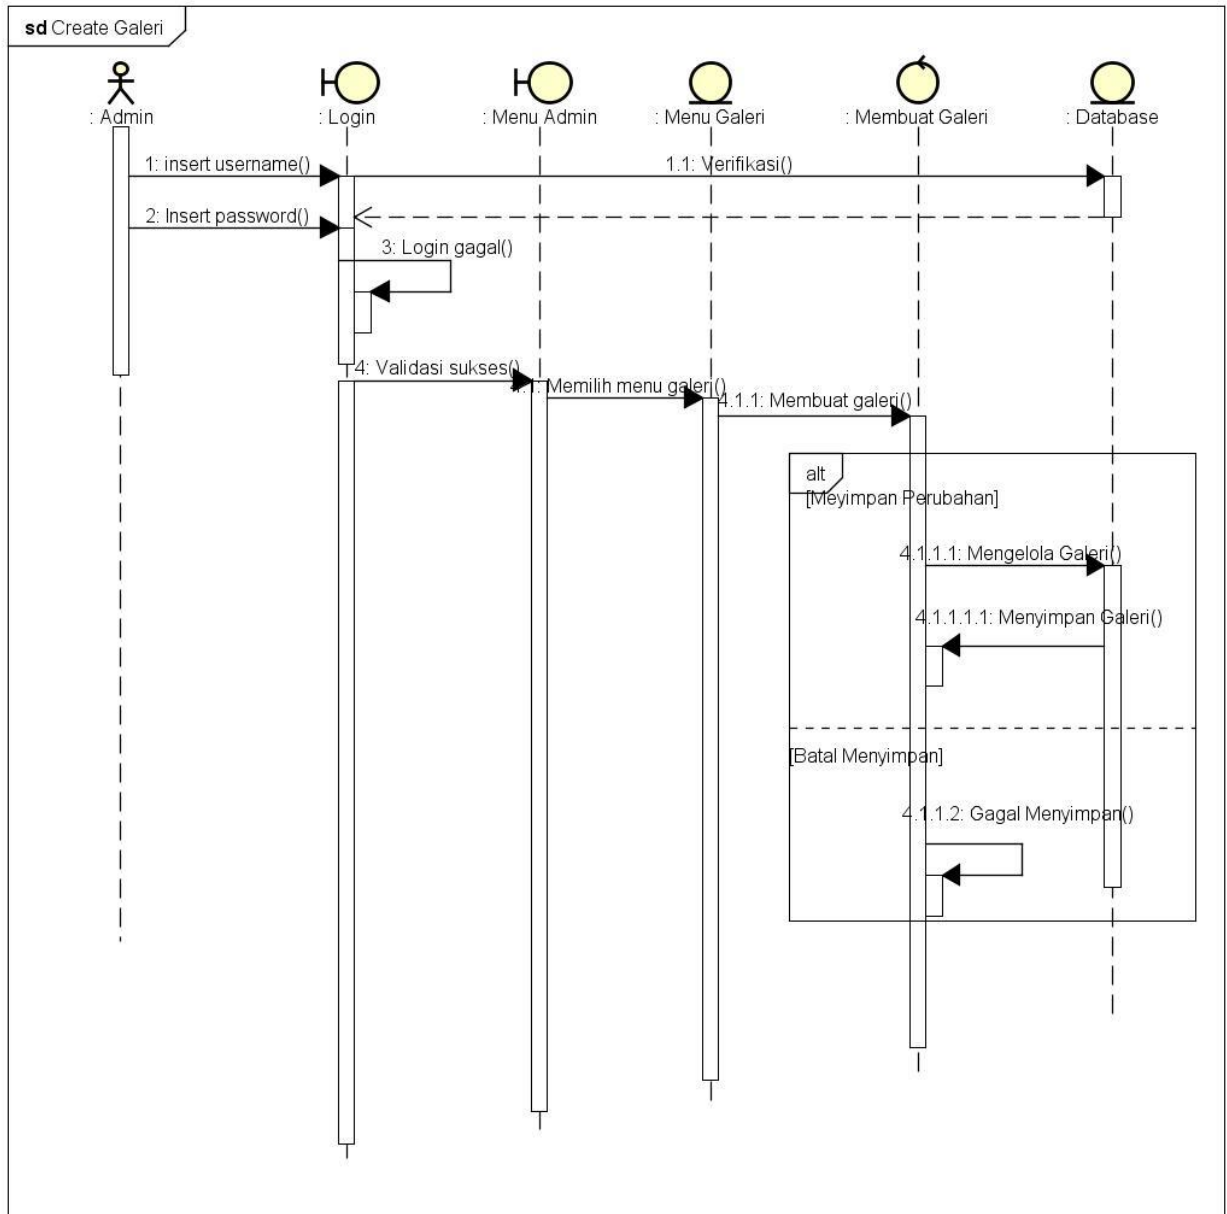 sd Create Galeri
: Admin
: Login
: Menu Admin
: Menu Galeri
: Membuat Galeri
: Database
1: insert username()
1.1: Verifikasi()
2: Insert password()
3: Login gagal()
4: Validasi sukses()
4.1: Memilih menu galeri()
4.1.1: Membuat galeri()
alt
[Meyimpan Perubahan]
4.1.1.1: Mengelola Galeri()
4.1.1.1.1: Menyimpan Galeri()
[Batal Menyimpan]
4.1.1.2: Gagal Menyimpan()